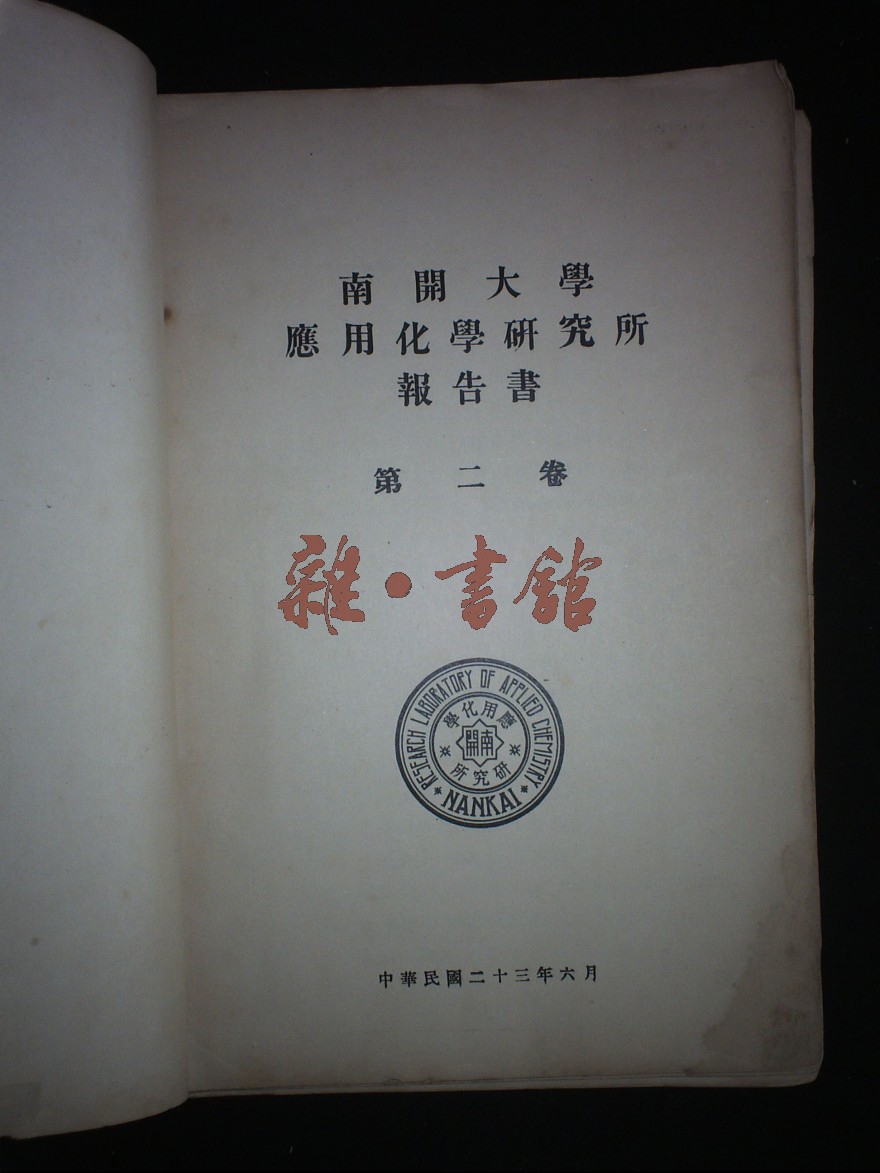 南開大學
應用化學研究所
報告書
第二卷
雜·書館
RESEARCH LABORATORY OF APPLIED CHEMISTRY
應用化學
南開
研究所
NANKAI
中華民國二十三年六月